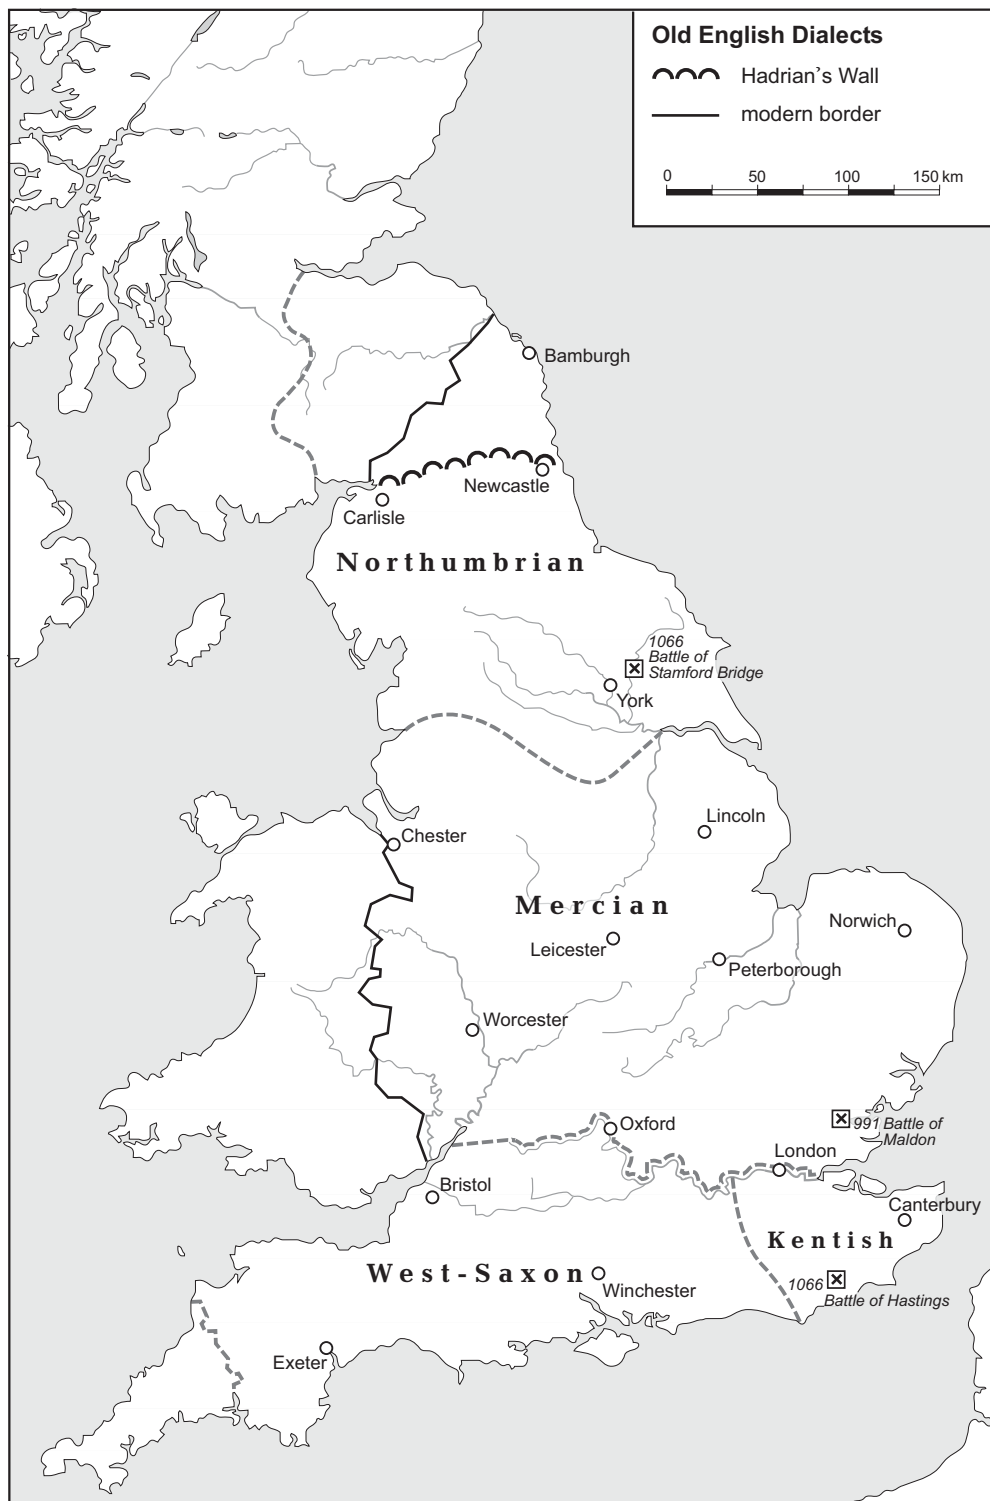 Old English Dialects
Hadrian's Wall
modern border
0 50 100 150 km
Bamburgh
Newcastle
Carlisle
Northumbrian
1066
Battle of
Stamford Bridge
York
Lincoln
Chester
Mercian
Norwich
Leicester
Peterborough
Worcester
991 Battle of
Maldon
Oxford
London
Bristol
Canterbury
Kentish
West-Saxon
Winchester
1066
Battle of Hastings
Exeter